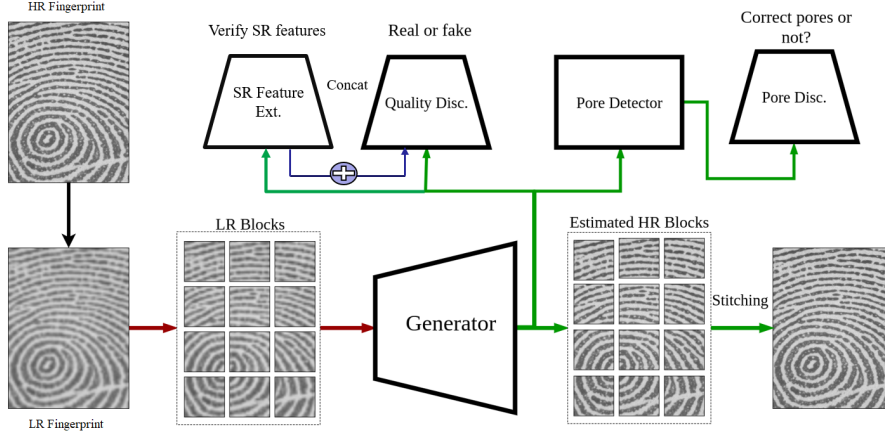 HR Fingerprint
Verify SR features
Real or fake
Correct pores or
not?
SR Feature
Ext.
Concat
Quality Disc.
Pore Detector
Pore Disc.
LR Blocks
Estimated HR Blocks
Generator
Stitching
LR Fingerprint